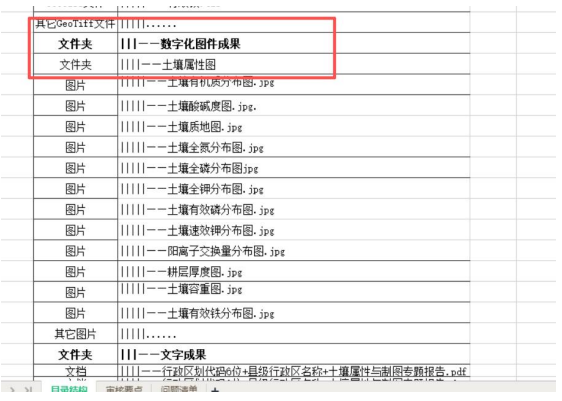 其它GeoTiff文件 |||||......
文件夹 |||——数字化图件成果
文件夹 ||||——土壤属性图
图片 |||||——土壤有机质分布图.jpg
图片 |||||——土壤酸碱度图.jpg.
图片 |||||——土壤质地图.jpg
图片 |||||——土壤全氮分布图.jpg
图片 |||||——土壤全磷分布图jpg
图片 |||||——土壤全钾分布图.jpg
图片 |||||——土壤有效磷分布图.jpg
图片 |||||——土壤速效钾分布图.jpg
图片 |||||——阳离子交换量分布图.jpg
图片 |||||——耕层厚度图.jpg
图片 |||||——土壤容重图.jpg
图片 |||||——土壤有效铁分布图.jpg
其它图片 |||||......
文件夹 |||——文字成果
文档 ||||——行政区划代码6位+县级行政区名称+土壤属性与制图专题报告.pdf
目录结构 审核要点 问题清单 +